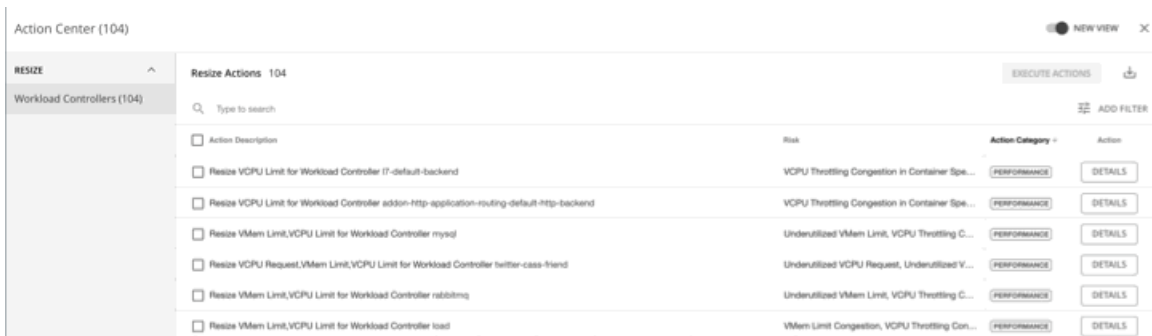 Action Center (104)
NEW VIEW
RESIZE
Workload Controllers (104)
Resize Actions 104
EXECUTE ACTIONS
Type to search
ADD FILTER
Action Description Risk Action Category Action
Resize VCPU Limit for Workload Controller l7-default-backend VCPU Throttling Congestion in Container Spe... PERFORMANCE DETAILS
Resize VCPU Limit for Workload Controller addon-http-application-routing-default-http-backend VCPU Throttling Congestion in Container Spe... PERFORMANCE DETAILS
Resize VMem Limit,VCPU Limit for Workload Controller mysql Underutilized VMem Limit, VCPU Throttling C... PERFORMANCE DETAILS
Resize VCPU Request,VMem Limit,VCPU Limit for Workload Controller twitter-cass-friend Underutilized VCPU Request, Underutilized V... PERFORMANCE DETAILS
Resize VMem Limit,VCPU Limit for Workload Controller rabbitmq Underutilized VMem Limit, VCPU Throttling C... PERFORMANCE DETAILS
Resize VMem Limit,VCPU Limit for Workload Controller load VMem Limit Congestion, VCPU Throttling Con... PERFORMANCE DETAILS